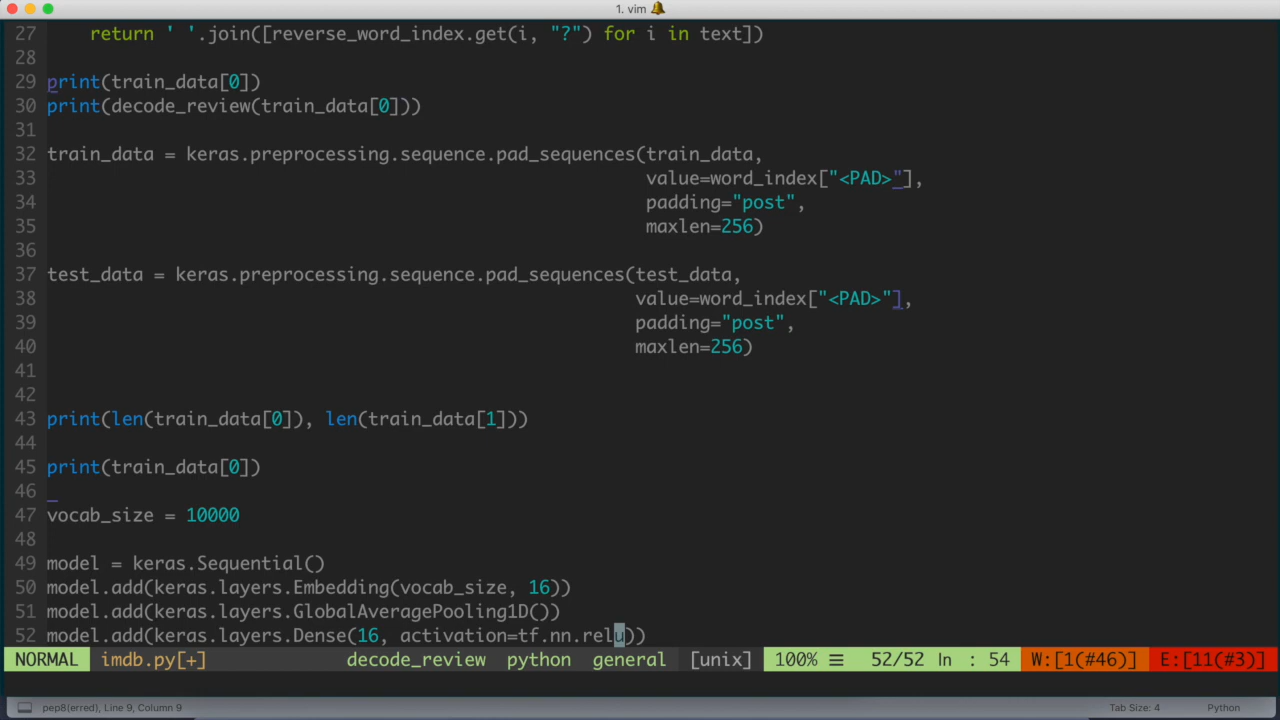 1. vim
27     return ' '.join([reverse_word_index.get(i, "?") for i in text])
28
29 print(train_data[0])
30 print(decode_review(train_data[0]))
31
32 train_data = keras.preprocessing.sequence.pad_sequences(train_data,
33                                                         value=word_index["<PAD>"],
34                                                         padding="post",
35                                                         maxlen=256)
36
37 test_data = keras.preprocessing.sequence.pad_sequences(test_data,
38                                                        value=word_index["<PAD>"],
39                                                        padding="post",
40                                                        maxlen=256)
41
42
43 print(len(train_data[0]), len(train_data[1]))
44
45 print(train_data[0])
46
47 vocab_size = 10000
48
49 model = keras.Sequential()
50 model.add(keras.layers.Embedding(vocab_size, 16))
51 model.add(keras.layers.GlobalAveragePooling1D())
52 model.add(keras.layers.Dense(16, activation=tf.nn.relu))
NORMAL imdb.py[+] decode_review python general [unix] 100% ☰ 52/52 ln : 54 W:[1(#46)] E:[11(#3)]
pep8(erred), Line 9, Column 9 Tab Size: 4 Python